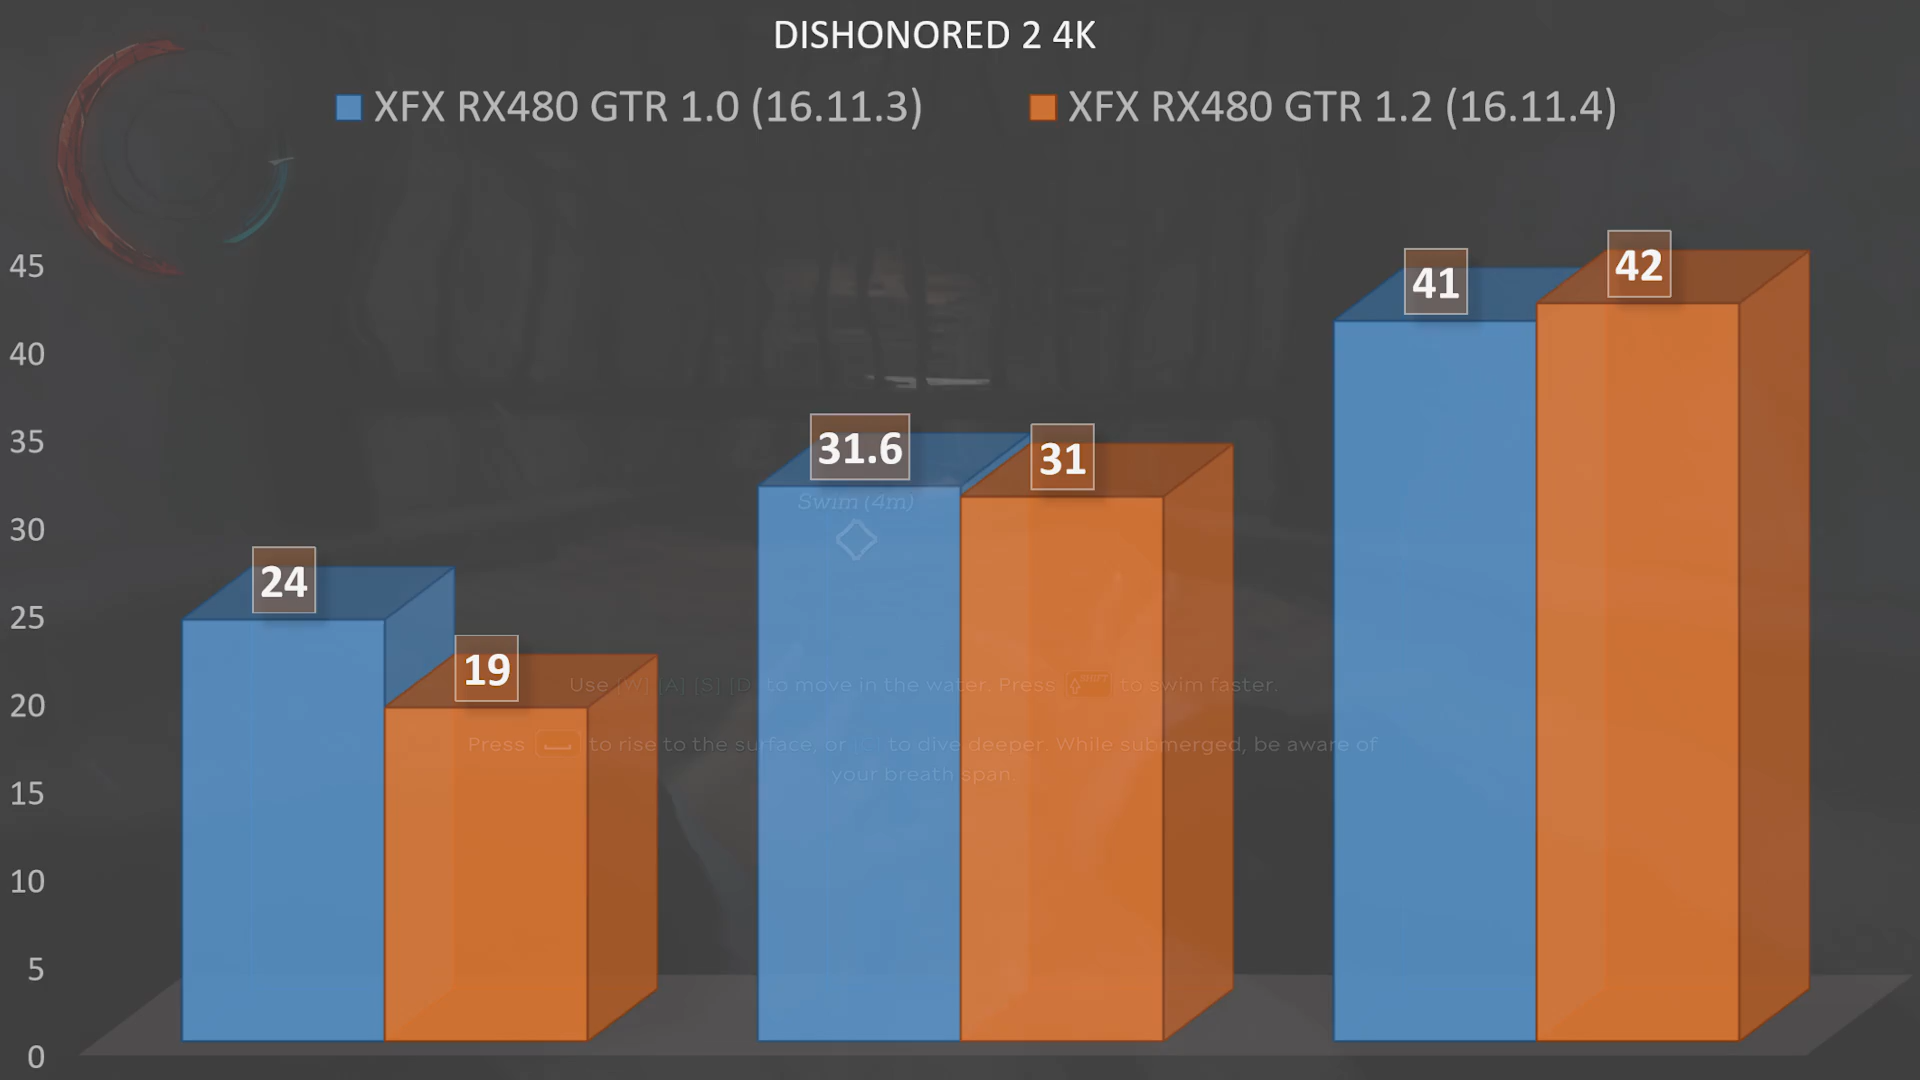 DISHONORED 2 4K
XFX RX480 GTR 1.0 (16.11.3)
XFX RX480 GTR 1.2 (16.11.4)
45
40
35
30
25
20
15
10
5
0
24
19
31.6
31
41
42
Swim (4m)
Use [W] [A] [S] [D] to move in the water. Press SHIFT to swim faster.
Press to rise to the surface, or to dive deeper. While submerged, be aware of
your breath span.